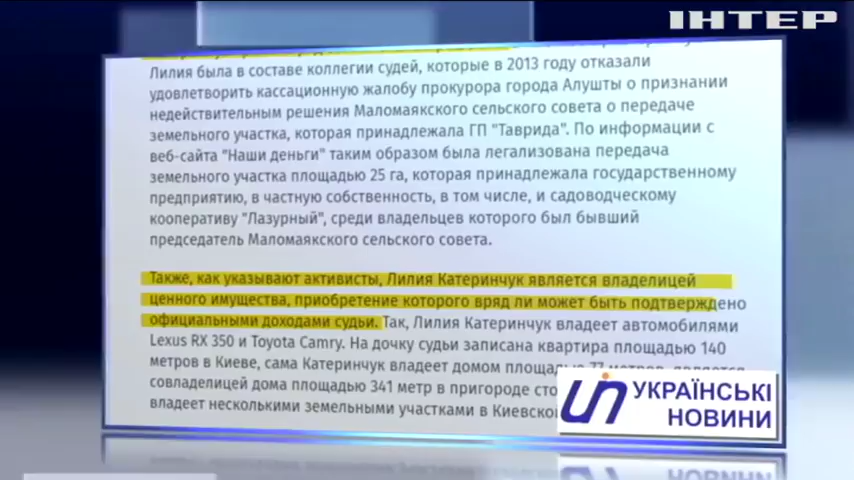 ІНТЕР
Лилия была в составе коллегии судей, которые в 2013 году отказали
удовлетворить кассационную жалобу прокурора города Алушты о признании
недействительным решения Маломаякского сельского совета о передаче
земельного участка, которая принадлежала ГП "Таврида". По информации с
веб-сайта "Наши деньги" таким образом была легализована передача
земельного участка площадью 25 га, которая принадлежала государственному
предприятию, в частную собственность, в том числе, и садоводческому
кооперативу "Лазурный", среди владельцев которого был бывший
председатель Маломаякского сельского совета.
Также, как указывают активисты, Лилия Катеринчук является владелицей
ценного имущества, приобретение которого вряд ли может быть подтверждено
официальными доходами судьи. Так, Лилия Катеринчук владеет автомобилями
Lexus RX 350 и Toyota Camry. На дочку судьи записана квартира площадью 140
метров в Киеве, сама Катеринчук владеет домом площадью 77 метров, является
совладелицей дома площадью 341 метр в пригороде
владеет несколькими земельными участками в Киевской
УКРАЇНСЬКІ
НОВИНИ